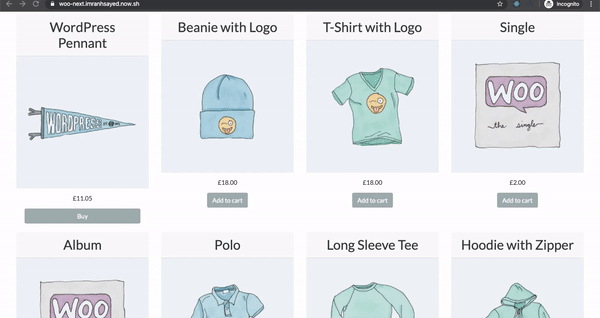 woo-next.imranhsayed.now.sh
Incognito
WordPress
Pennant
Beanie with Logo
T-Shirt with Logo
Single
WORDPRESS
WOO
the single
£11.05
£18.00
£18.00
£2.00
Buy
Add to cart
Add to cart
Add to cart
Album
Polo
Long Sleeve Tee
Hoodie with Zipper
WOO